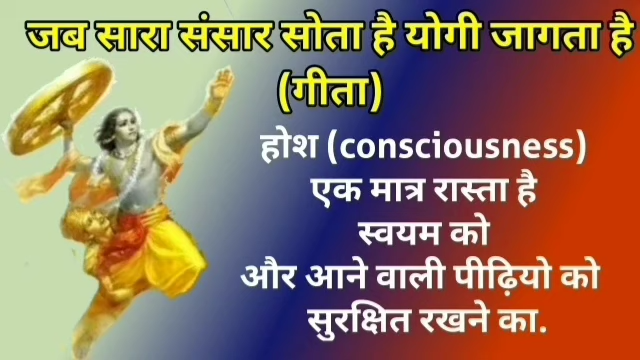 जब सारा संसार सोता है योगी जागता है
(गीता)
होश (consciousness)
एक मात्र रास्ता है
स्वयम को
और आने वाली पीढ़ियो को
सुरक्षित रखने का.